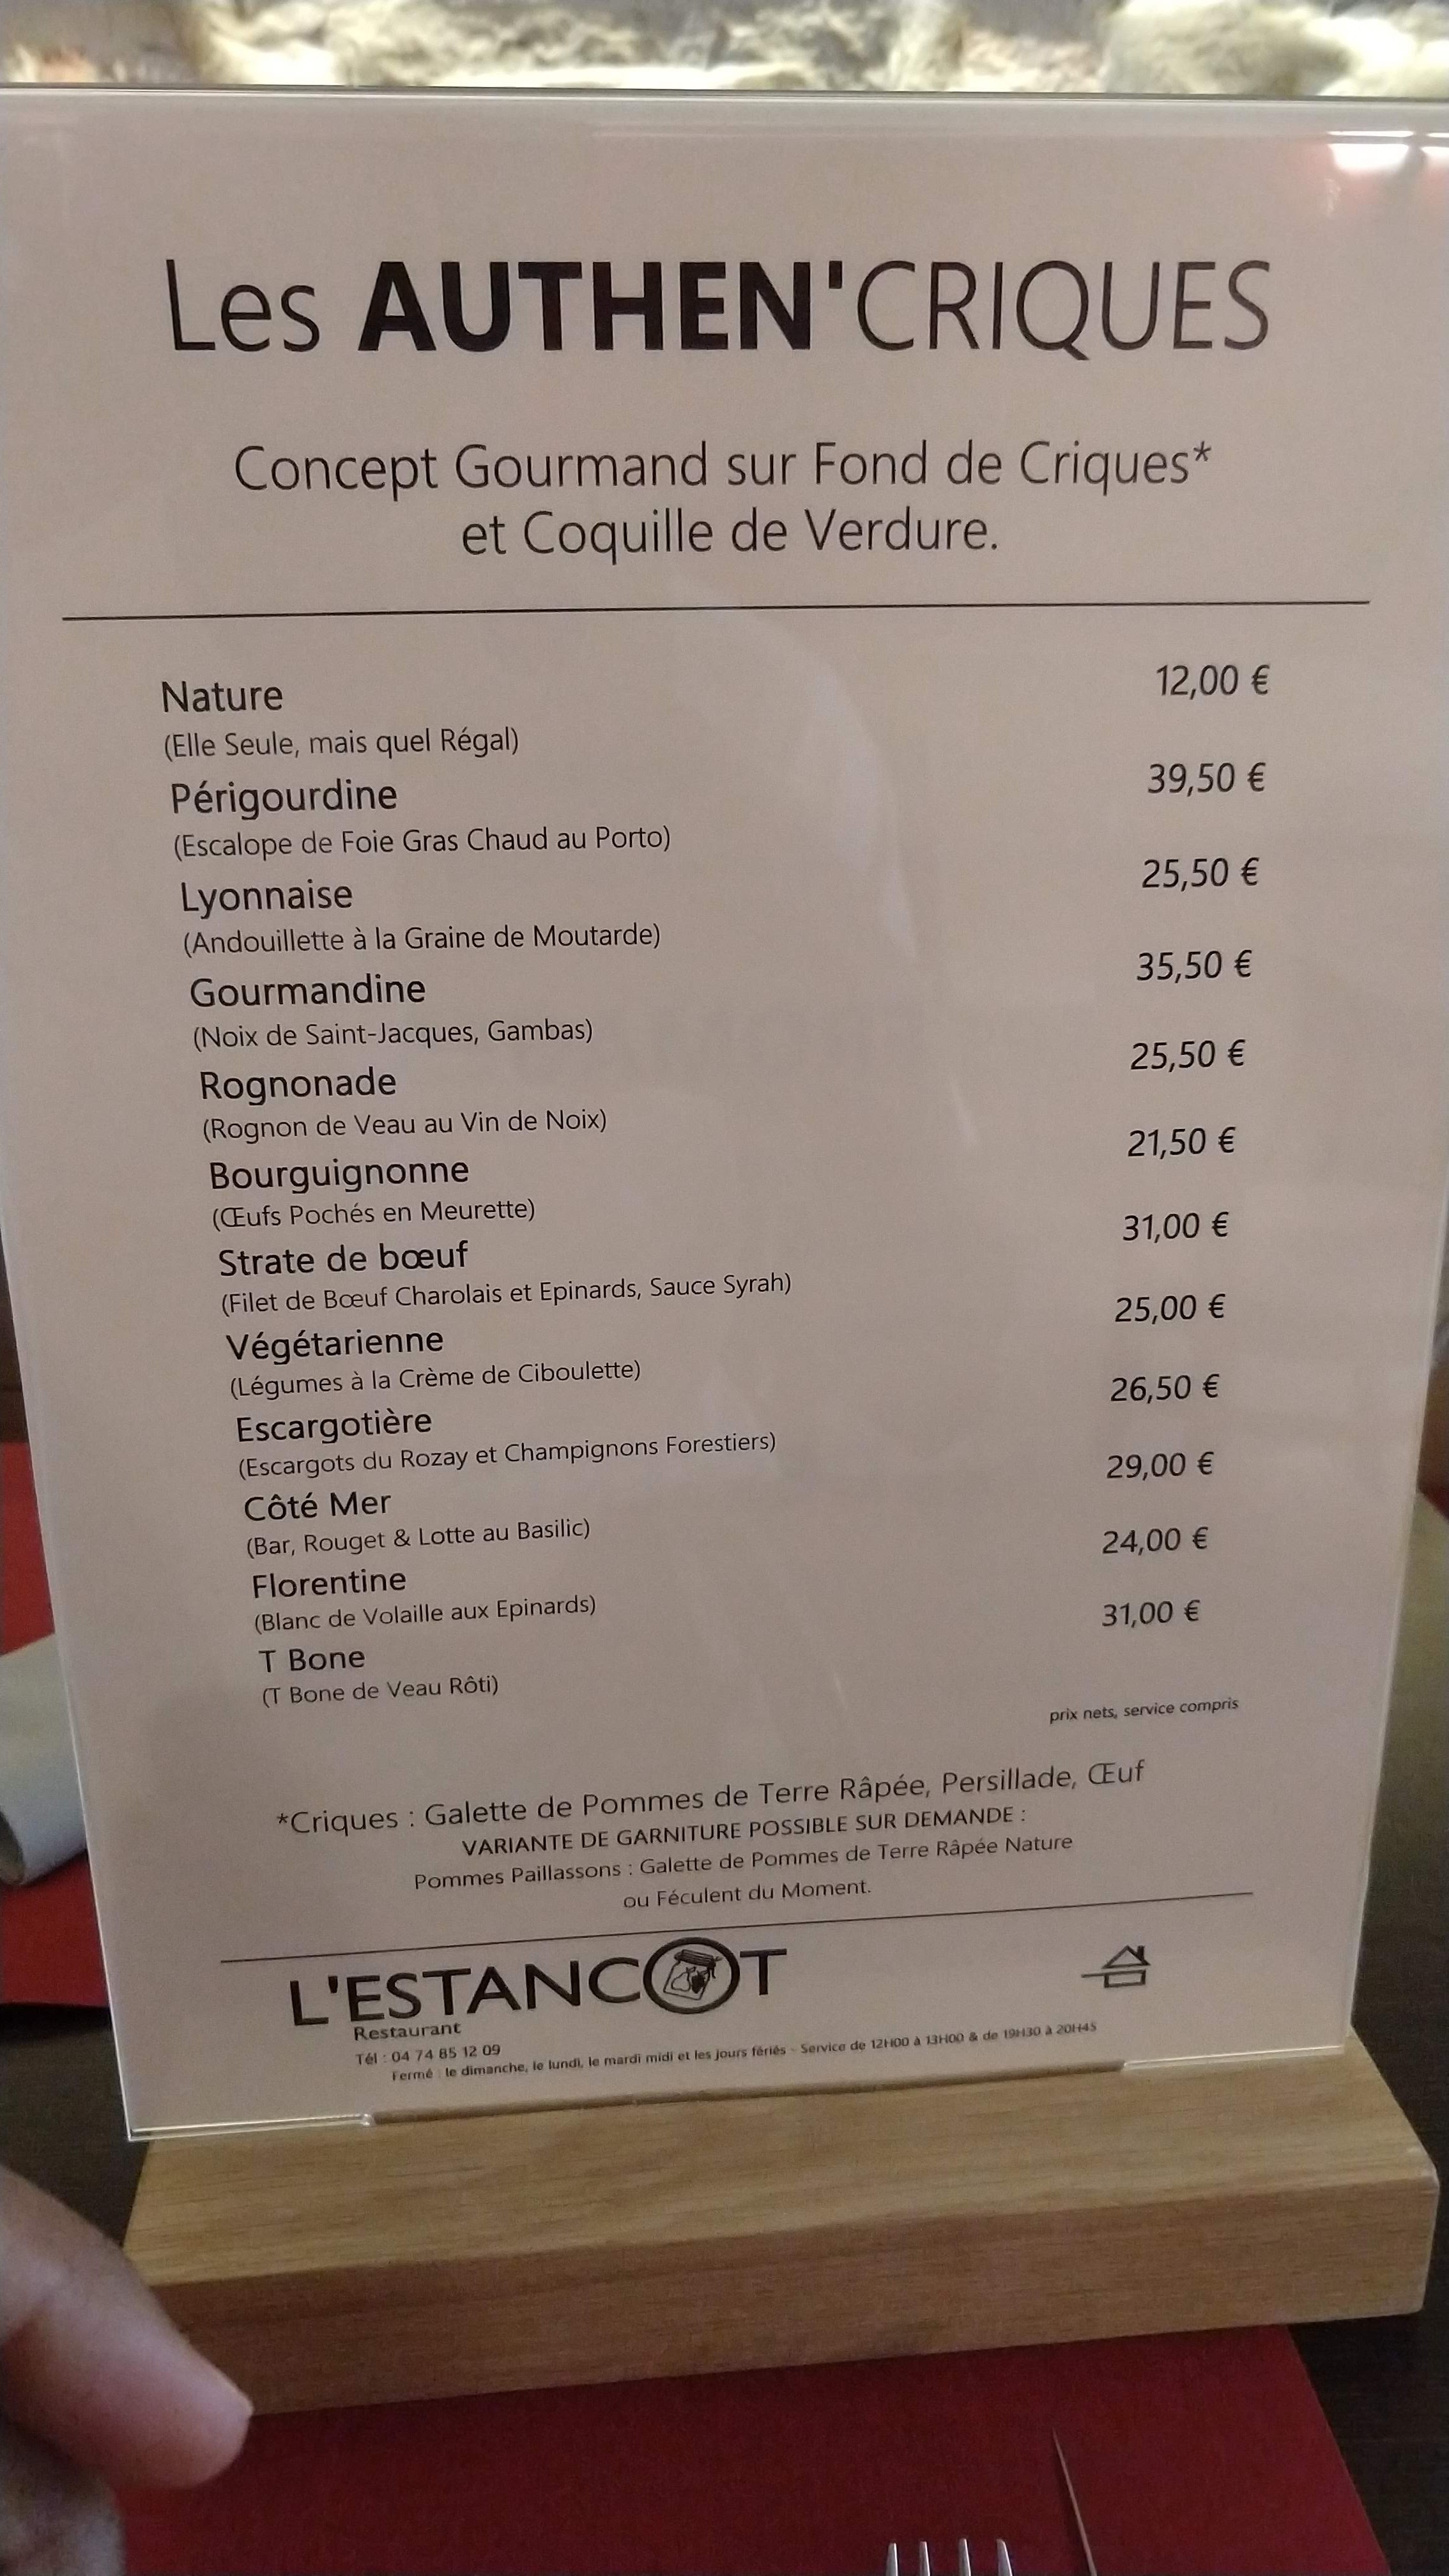 Les AUTHEN'CRIQUES
Concept Gourmand sur Fond de Criques*
et Coquille de Verdure.
Nature 12,00 €
(Elle Seule, mais quel Régal)
Périgourdine 39,50 €
(Escalope de Foie Gras Chaud au Porto)
Lyonnaise 25,50 €
(Andouillette à la Graine de Moutarde)
Gourmandine 35,50 €
(Noix de Saint-Jacques, Gambas)
Rognonade 25,50 €
(Rognon de Veau au Vin de Noix)
Bourguignonne 21,50 €
(Œufs Pochés en Meurette)
Strate de bœuf 31,00 €
(Filet de Bœuf Charolais et Epinards, Sauce Syrah)
Végétarienne 25,00 €
(Légumes à la Crème de Ciboulette)
Escargotière 26,50 €
(Escargots du Rozay et Champignons Forestiers)
Côté Mer 29,00 €
(Bar, Rouget & Lotte au Basilic)
Florentine 24,00 €
(Blanc de Volaille aux Epinards)
T Bone 31,00 €
(T Bone de Veau Rôti)
prix nets, service compris
*Criques : Galette de Pommes de Terre Râpée, Persillade, Œuf
VARIANTE DE GARNITURE POSSIBLE SUR DEMANDE :
Pommes Paillassons : Galette de Pommes de Terre Râpée Nature
ou Féculent du Moment.
L'ESTANCOT
Restaurant
Tél : 04 74 85 12 09
Fermé : le dimanche, le lundi, le mardi midi et les jours fériés - Service de 12H00 à 13H00 & de 19H30 à 20H45